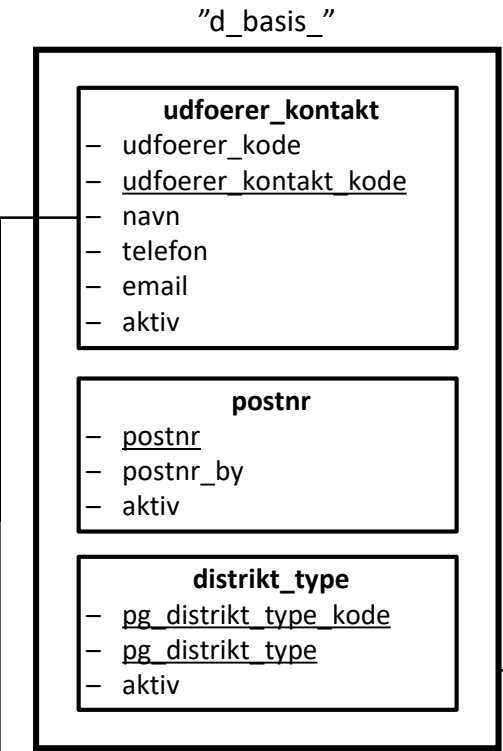 ”d_basis_”
udfoerer_kontakt
– udfoerer_kode
– udfoerer_kontakt_kode
– navn
– telefon
– email
– aktiv
postnr
– postnr
– postnr_by
– aktiv
distrikt_type
– pg_distrikt_type_kode
– pg_distrikt_type
– aktiv